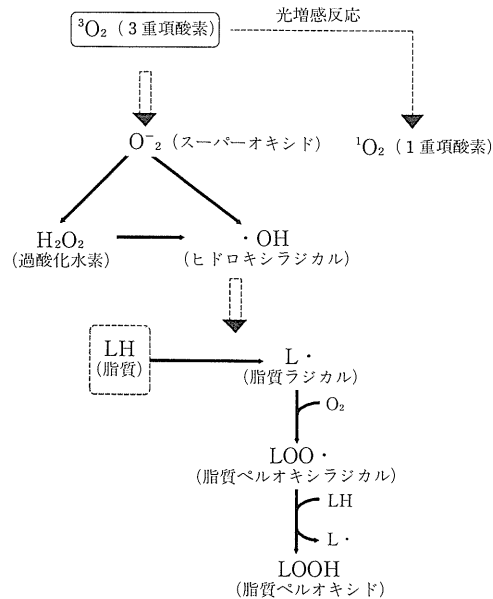 光増感反応
³O₂(3重項酸素)
O⁻₂(スーパーオキシド)
¹O₂(1重項酸素)
H₂O₂
(過酸化水素)
・OH
(ヒドロキシラジカル)
LH
(脂質)
L・
(脂質ラジカル)
O₂
LOO・
(脂質ペルオキシラジカル)
LH
L・
LOOH
(脂質ペルオキシド)